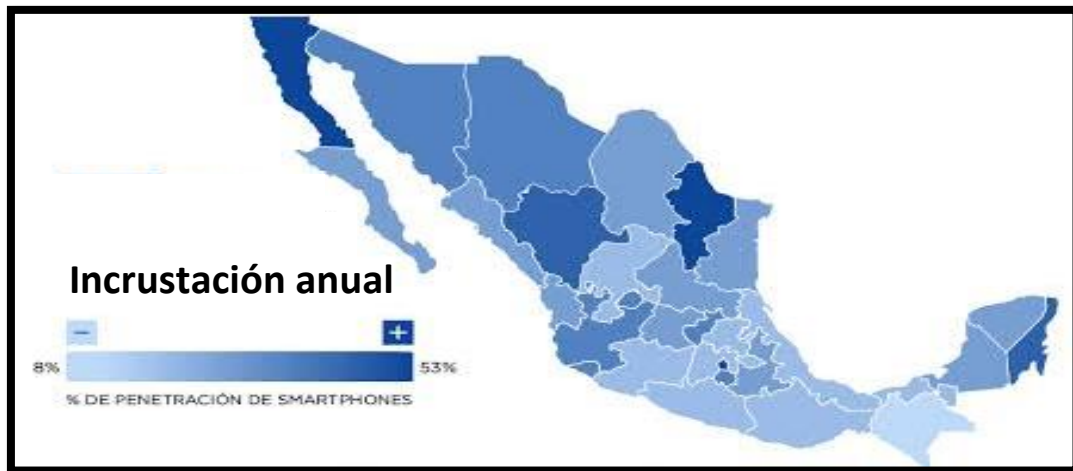 Incrustación anual
− +
8% 53%
% DE PENETRACIÓN DE SMARTPHONES